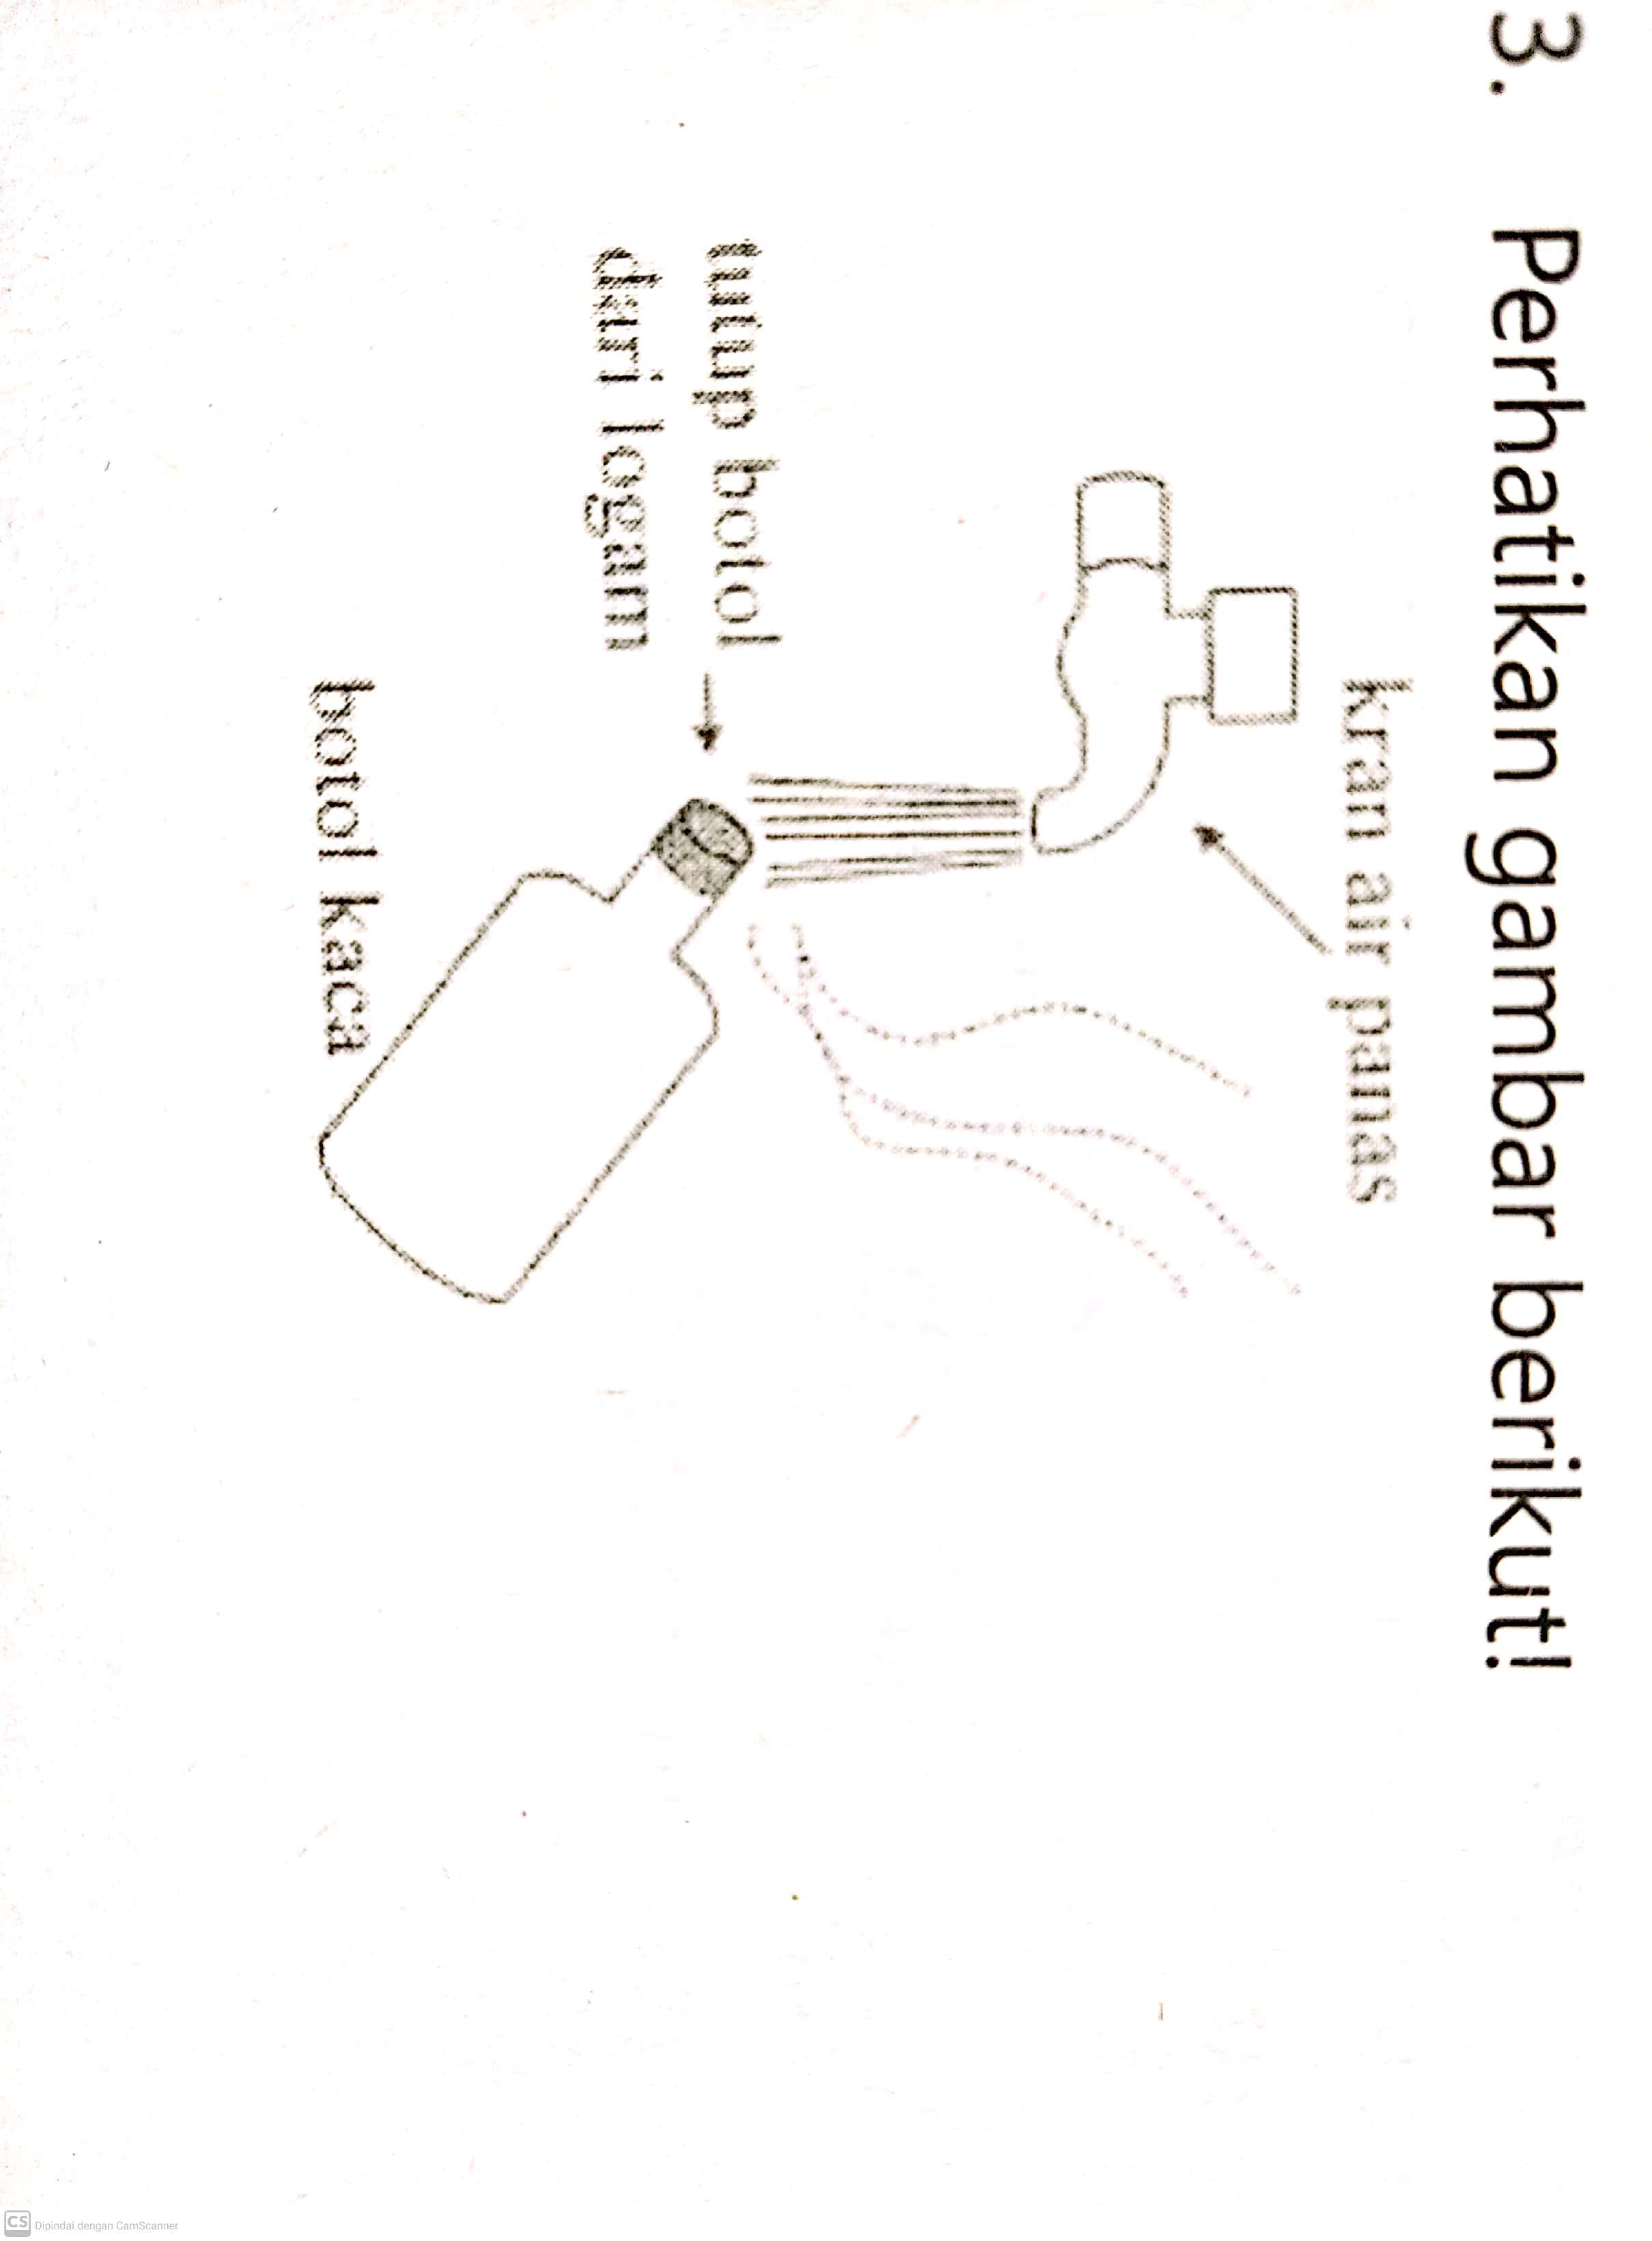 3. Perhatikan gambar berikut!
kran air panas
tutup botol
dari logam
botol kaca
CS Dipindai dengan CamScanner